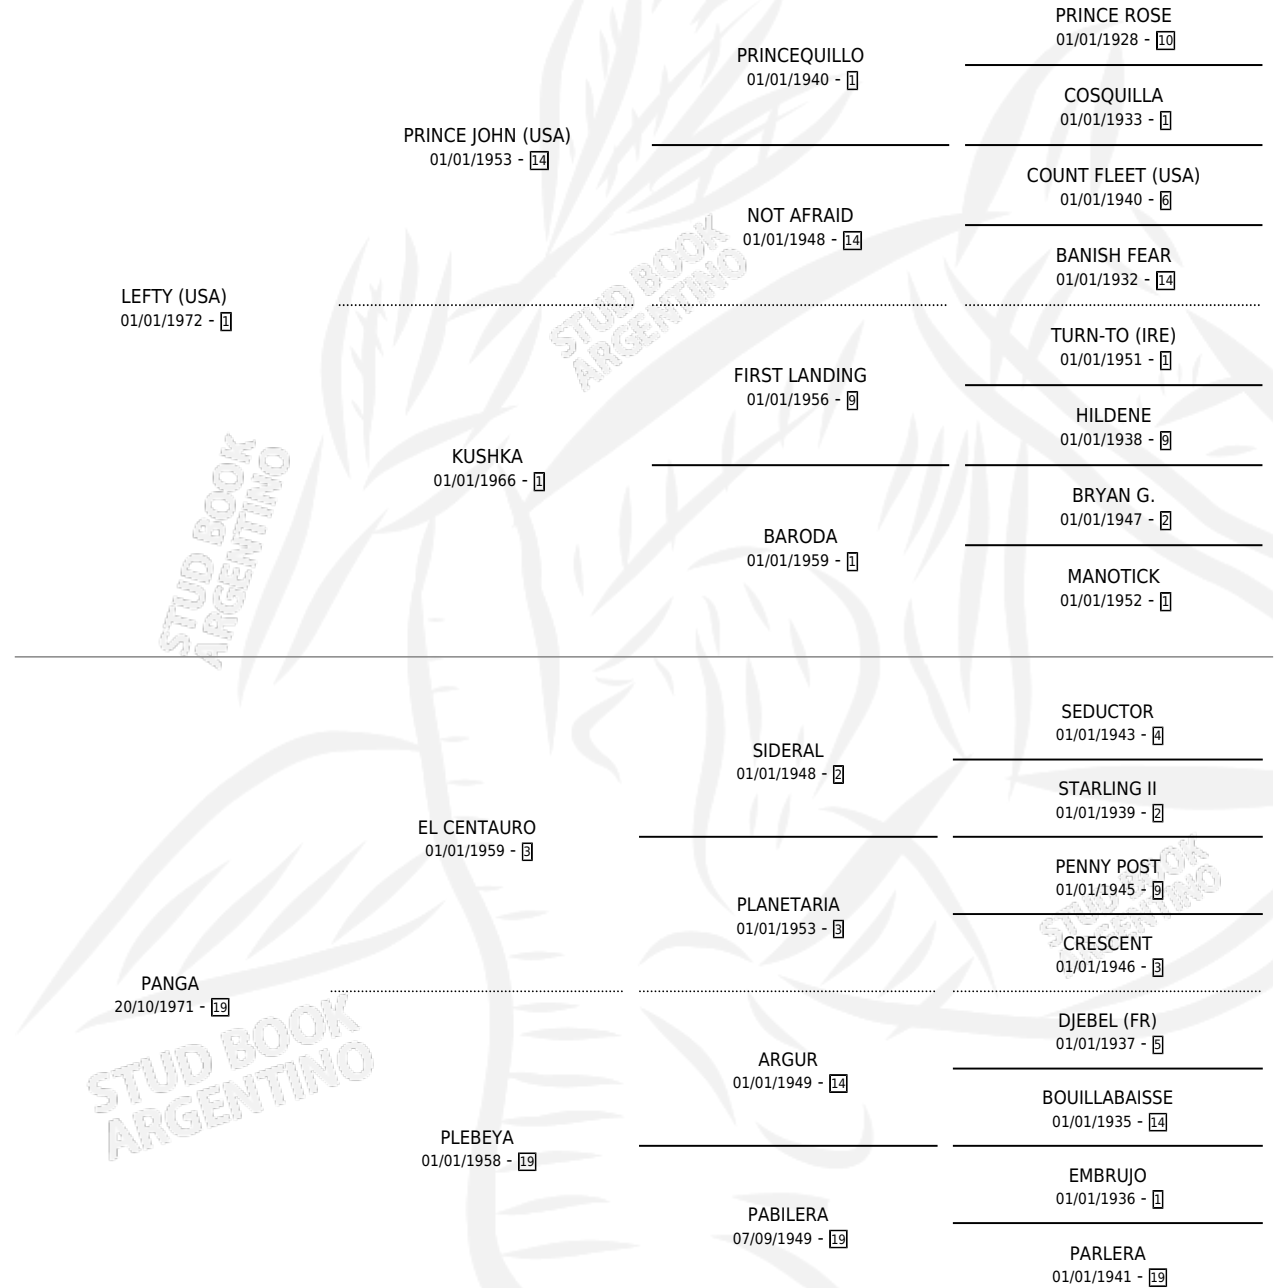 PRINCE ROSE
01/01/1928 - 10
PRINCEQUILLO
01/01/1940 - 1
COSQUILLA
01/01/1933 - 1
PRINCE JOHN (USA)
01/01/1953 - 14
COUNT FLEET (USA)
01/01/1940 - 6
NOT AFRAID
01/01/1948 - 14
BANISH FEAR
01/01/1932 - 14
LEFTY (USA)
01/01/1972 - 1
STUD BOOK
ARGENTINO
TURN-TO (IRE)
01/01/1951 - 1
FIRST LANDING
01/01/1956 - 9
HILDENE
01/01/1938 - 9
KUSHKA
01/01/1966 - 1
BRYAN G.
01/01/1947 - 2
BARODA
01/01/1959 - 1
MANOTICK
01/01/1952 - 1
STUD BOOK
ARGENTINO
SEDUCTOR
01/01/1943 - 4
SIDERAL
01/01/1948 - 2
STARLING II
01/01/1939 - 2
EL CENTAURO
01/01/1959 - 3
PENNY POST
01/01/1945 - 9
PLANETARIA
01/01/1953 - 3
CRESCENT
01/01/1946 - 3
STUD BOOK
ARGENTINO
PANGA
20/10/1971 - 19
DJEBEL (FR)
01/01/1937 - 5
ARGUR
01/01/1949 - 14
BOUILLABAISSE
01/01/1935 - 14
STUD BOOK
ARGENTINO
PLEBEYA
01/01/1958 - 19
EMBRUJO
01/01/1936 - 1
PABILERA
07/09/1949 - 19
PARLERA
01/01/1941 - 19